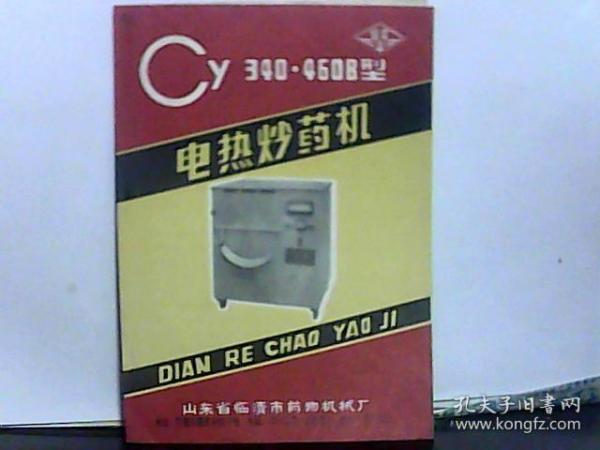 Cy 340·460B型
电热炒药机
DIAN RE CHAO YAO JI
山东省临清市药物机械厂
孔夫子旧书网
www.kongfz.com